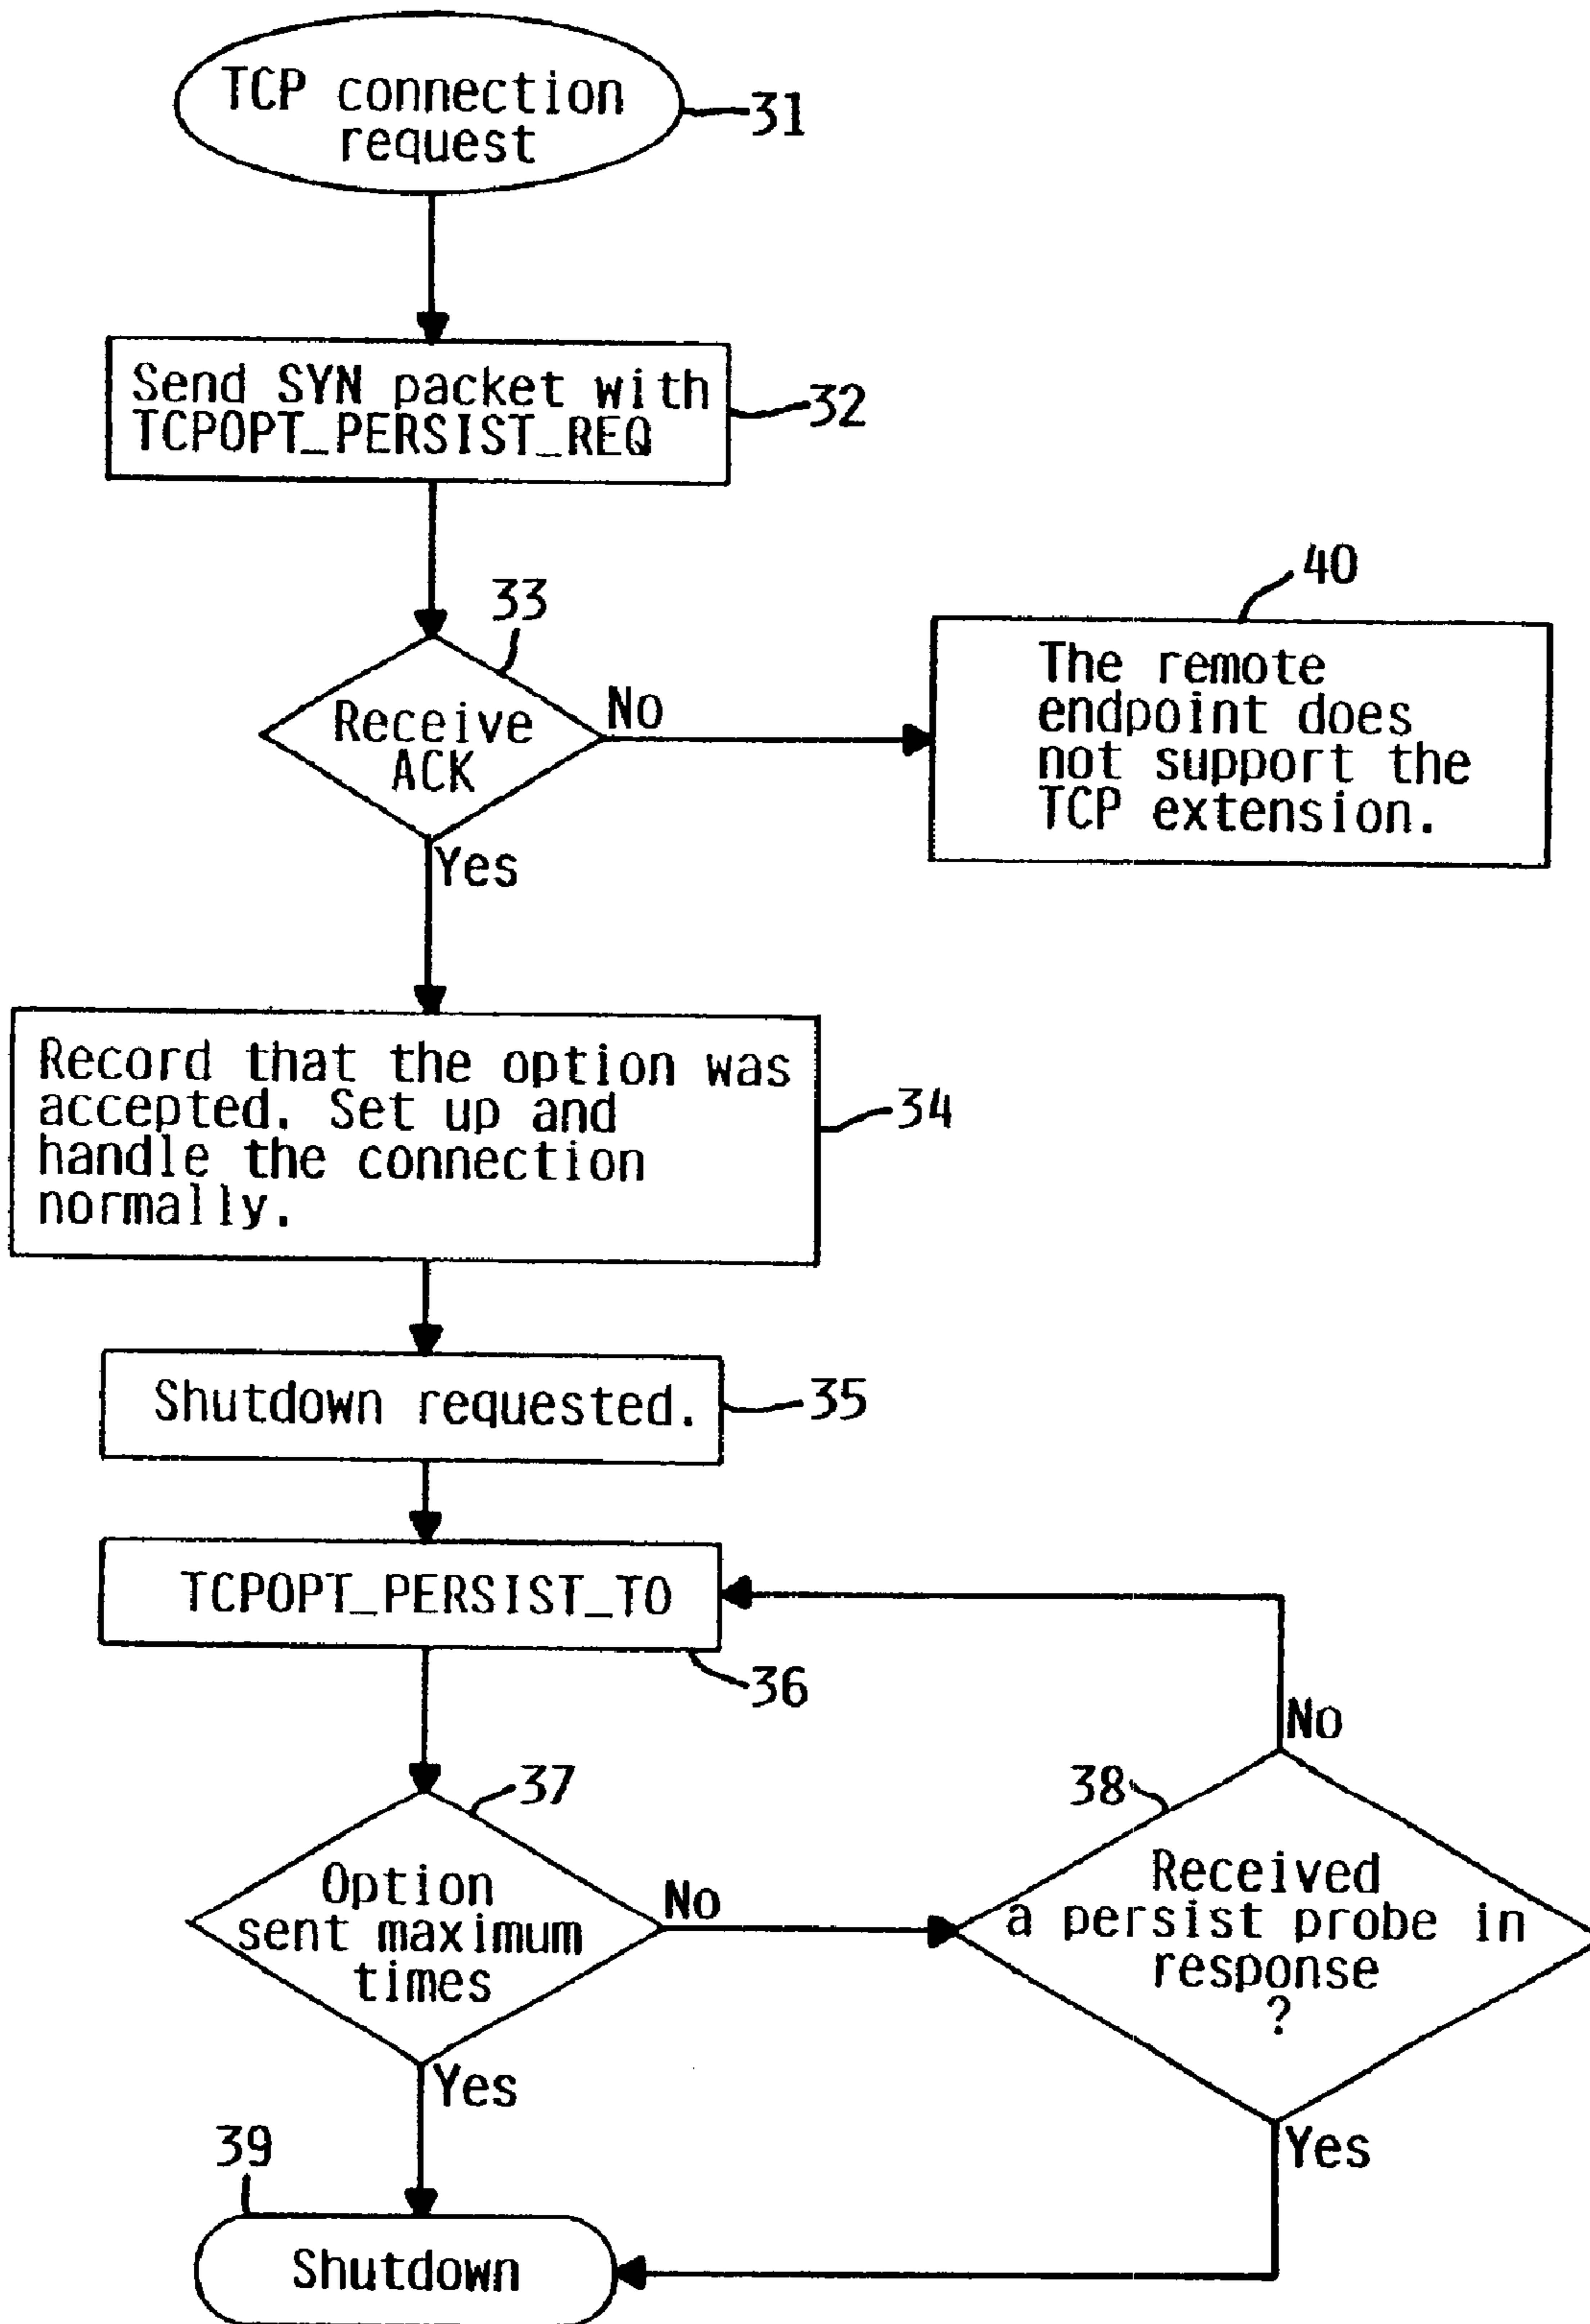 TCP connection
request
31
Send SYN packet with
TCPOPT_PERSIST_REQ
32
33
Receive
ACK
No
40
The remote
endpoint does
not support the
TCP extension.
Yes
Record that the option was
accepted. Set up and
handle the connection
normally.
34
Shutdown requested.
35
TCPOPT_PERSIST_TO
36
No
37
38
Option
sent maximum
times
No
Received
a persist probe in
response
?
Yes
Yes
39
Shutdown